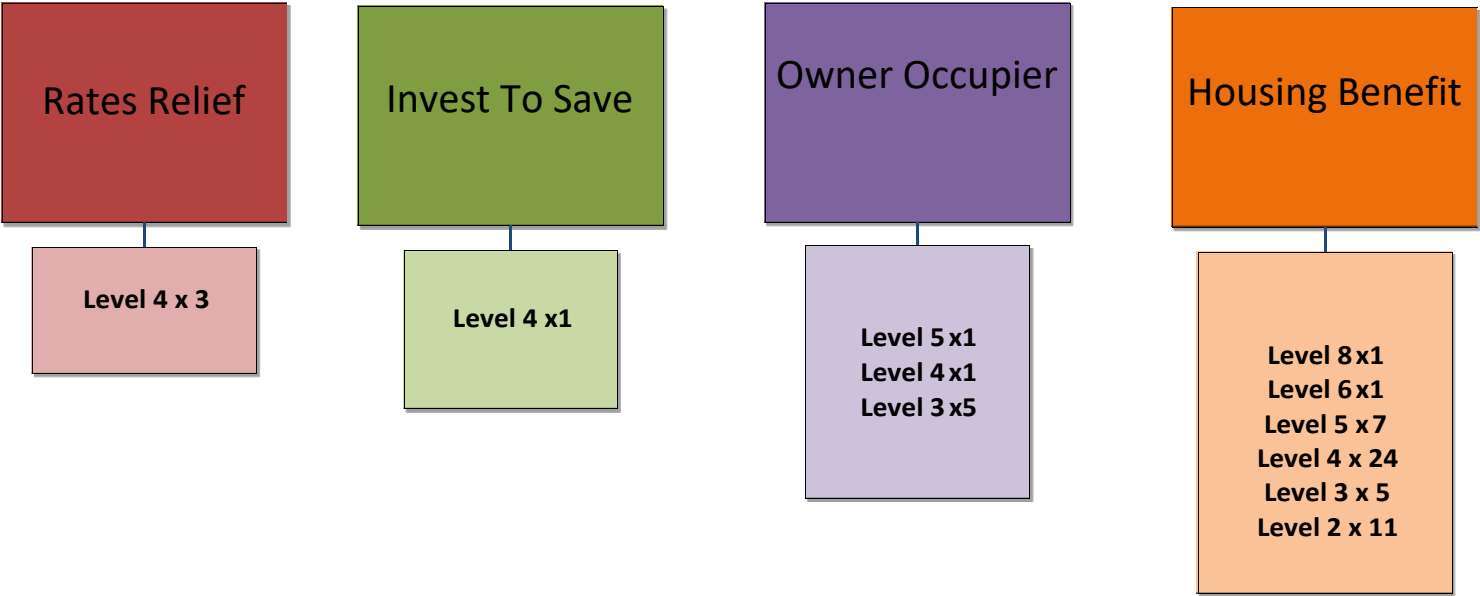 Rates Relief
Level 4 x 3
Invest To Save
Level 4 x1
Owner Occupier
Level 5 x1
Level 4 x1
Level 3 x5
Housing Benefit
Level 8 x1
Level 6 x1
Level 5 x 7
Level 4 x 24
Level 3 x 5
Level 2 x 11